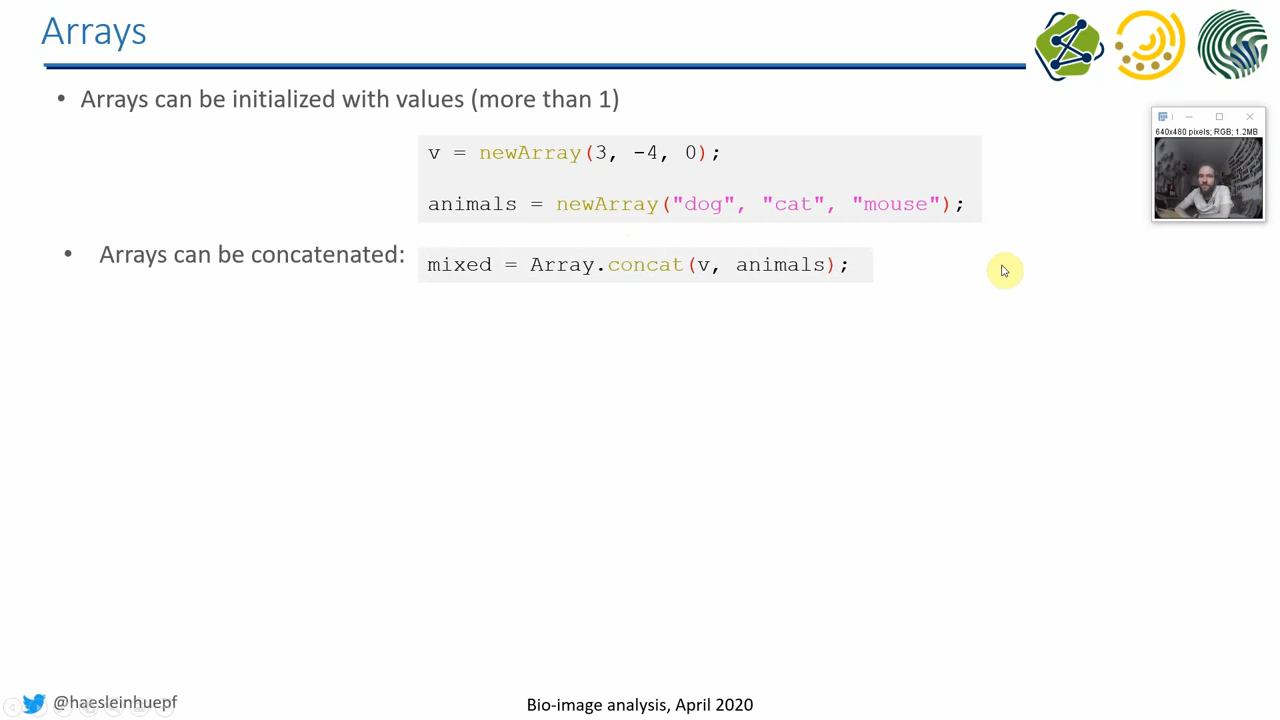 Arrays
• Arrays can be initialized with values (more than 1)
640x480 pixels; RGB; 1.2MB
v = newArray(3, -4, 0);
animals = newArray("dog", "cat", "mouse");
• Arrays can be concatenated:
mixed = Array.concat(v, animals);
@haesleinhuepf
Bio-image analysis, April 2020